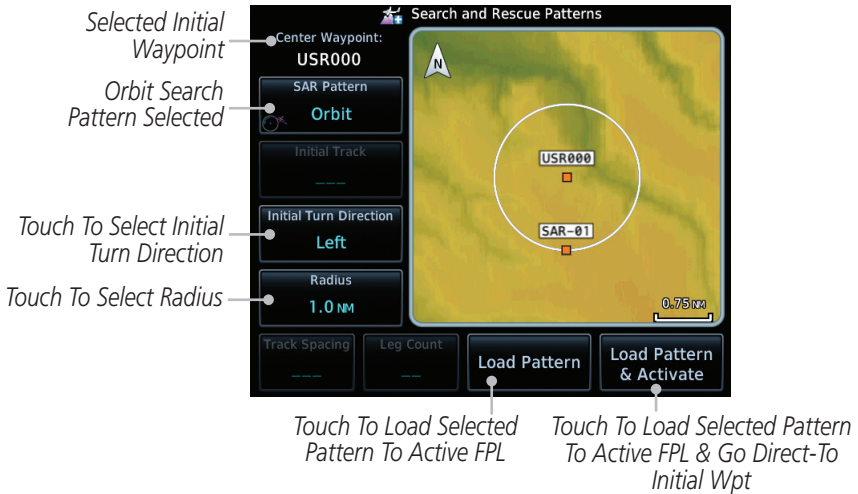 Search and Rescue Patterns
Selected Initial
Waypoint
Center Waypoint:
USR000
Orbit Search
Pattern Selected
SAR Pattern
Orbit
Initial Track
___
Touch To Select Initial
Turn Direction
Initial Turn Direction
Left
Touch To Select Radius
Radius
1.0 NM
N
USR000
SAR-01
0.75 NM
Track Spacing
___
Leg Count
__
Load Pattern
Load Pattern
& Activate
Touch To Load Selected
Pattern To Active FPL
Touch To Load Selected Pattern
To Active FPL & Go Direct-To
Initial Wpt